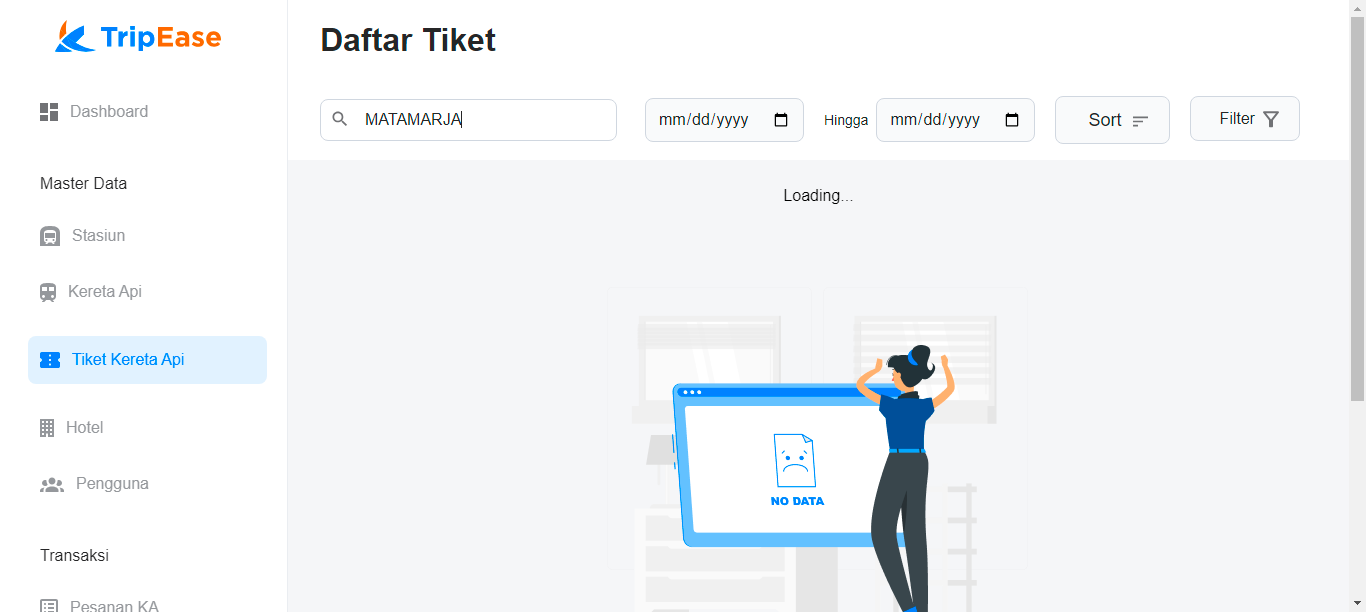 TripEase
Dashboard
Master Data
Stasiun
Kereta Api
Tiket Kereta Api
Hotel
Pengguna
Transaksi
Pesanan KA
Daftar Tiket
MATAMARJA
mm/dd/yyyy
Hingga
mm/dd/yyyy
Sort
Filter
Loading...
NO DATA